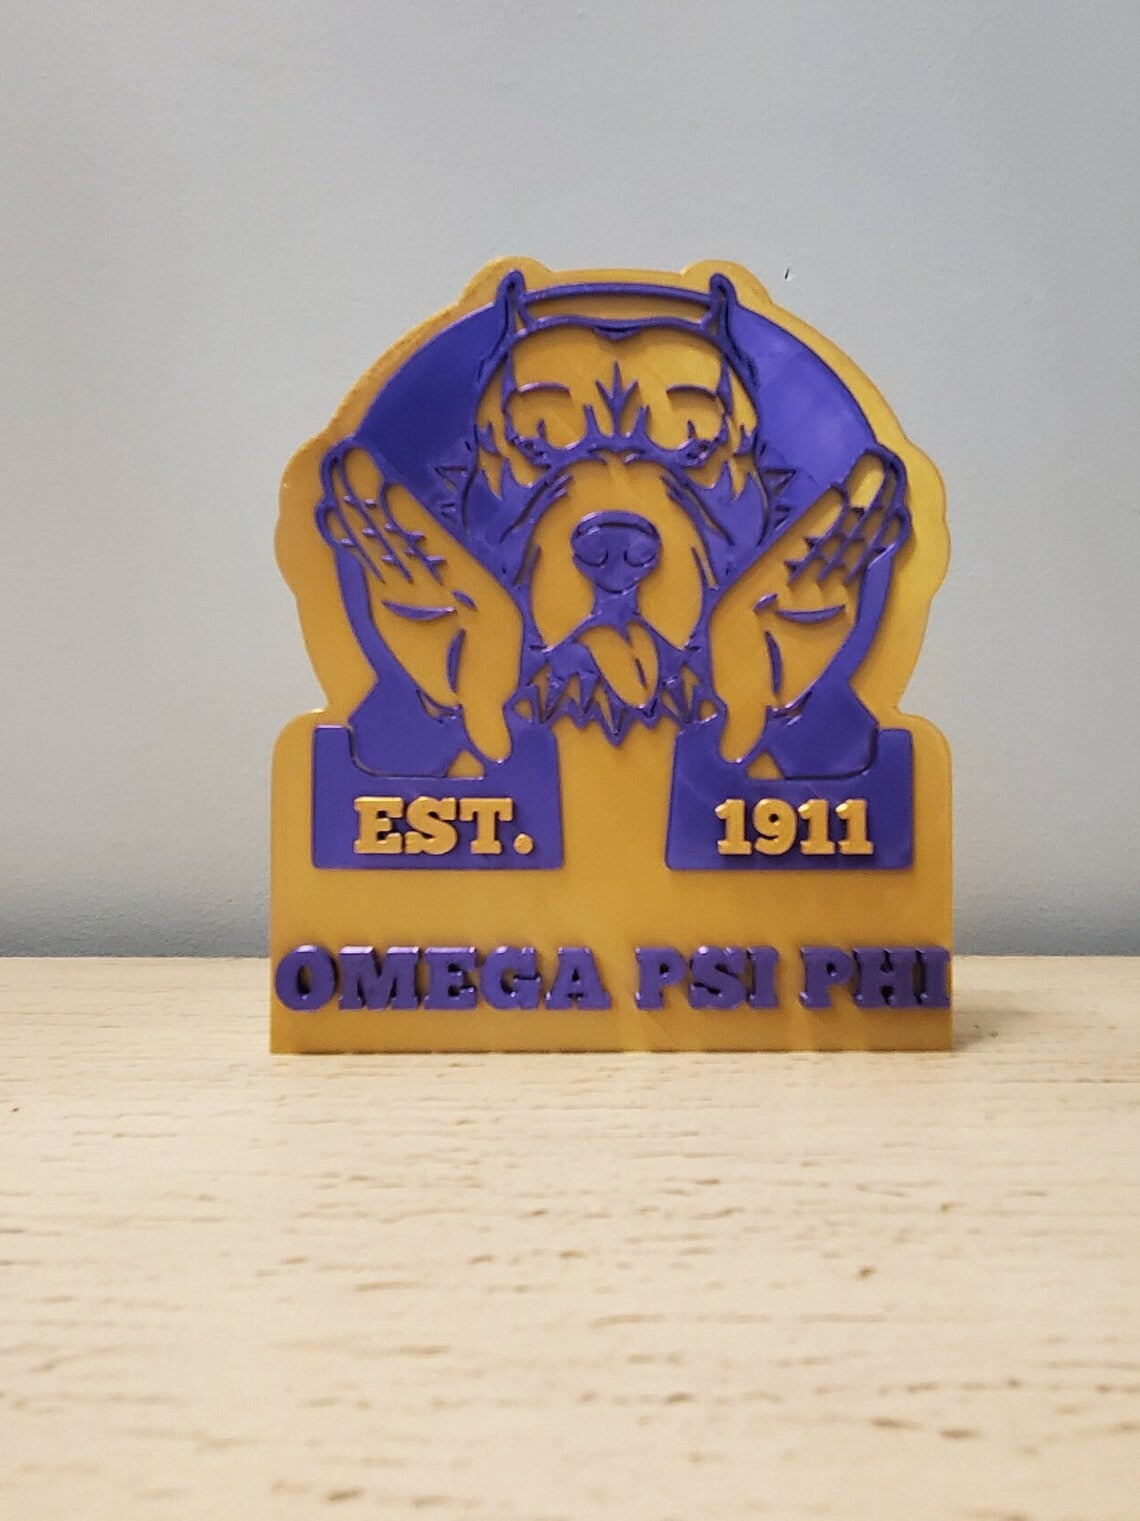 EST. 1911
OMEGA PSI PHI